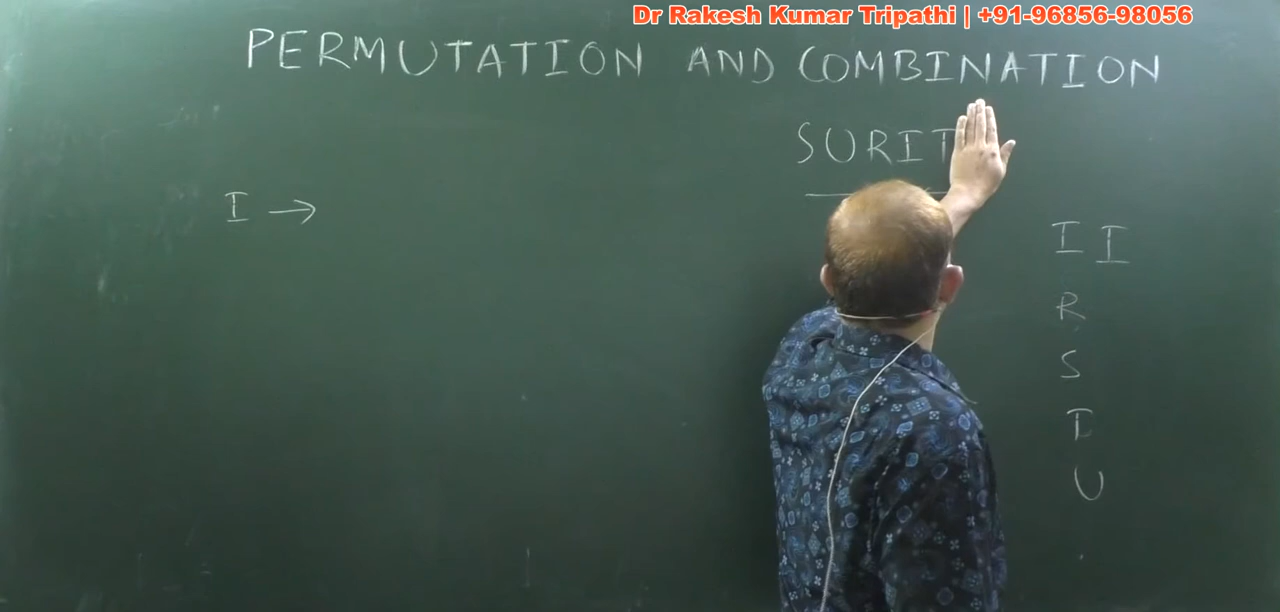 Dr Rakesh Kumar Tripathi | +91-96856-98056
PERMUTATION AND COMBINATION
SURIT
I →
I I
R
S
I
U